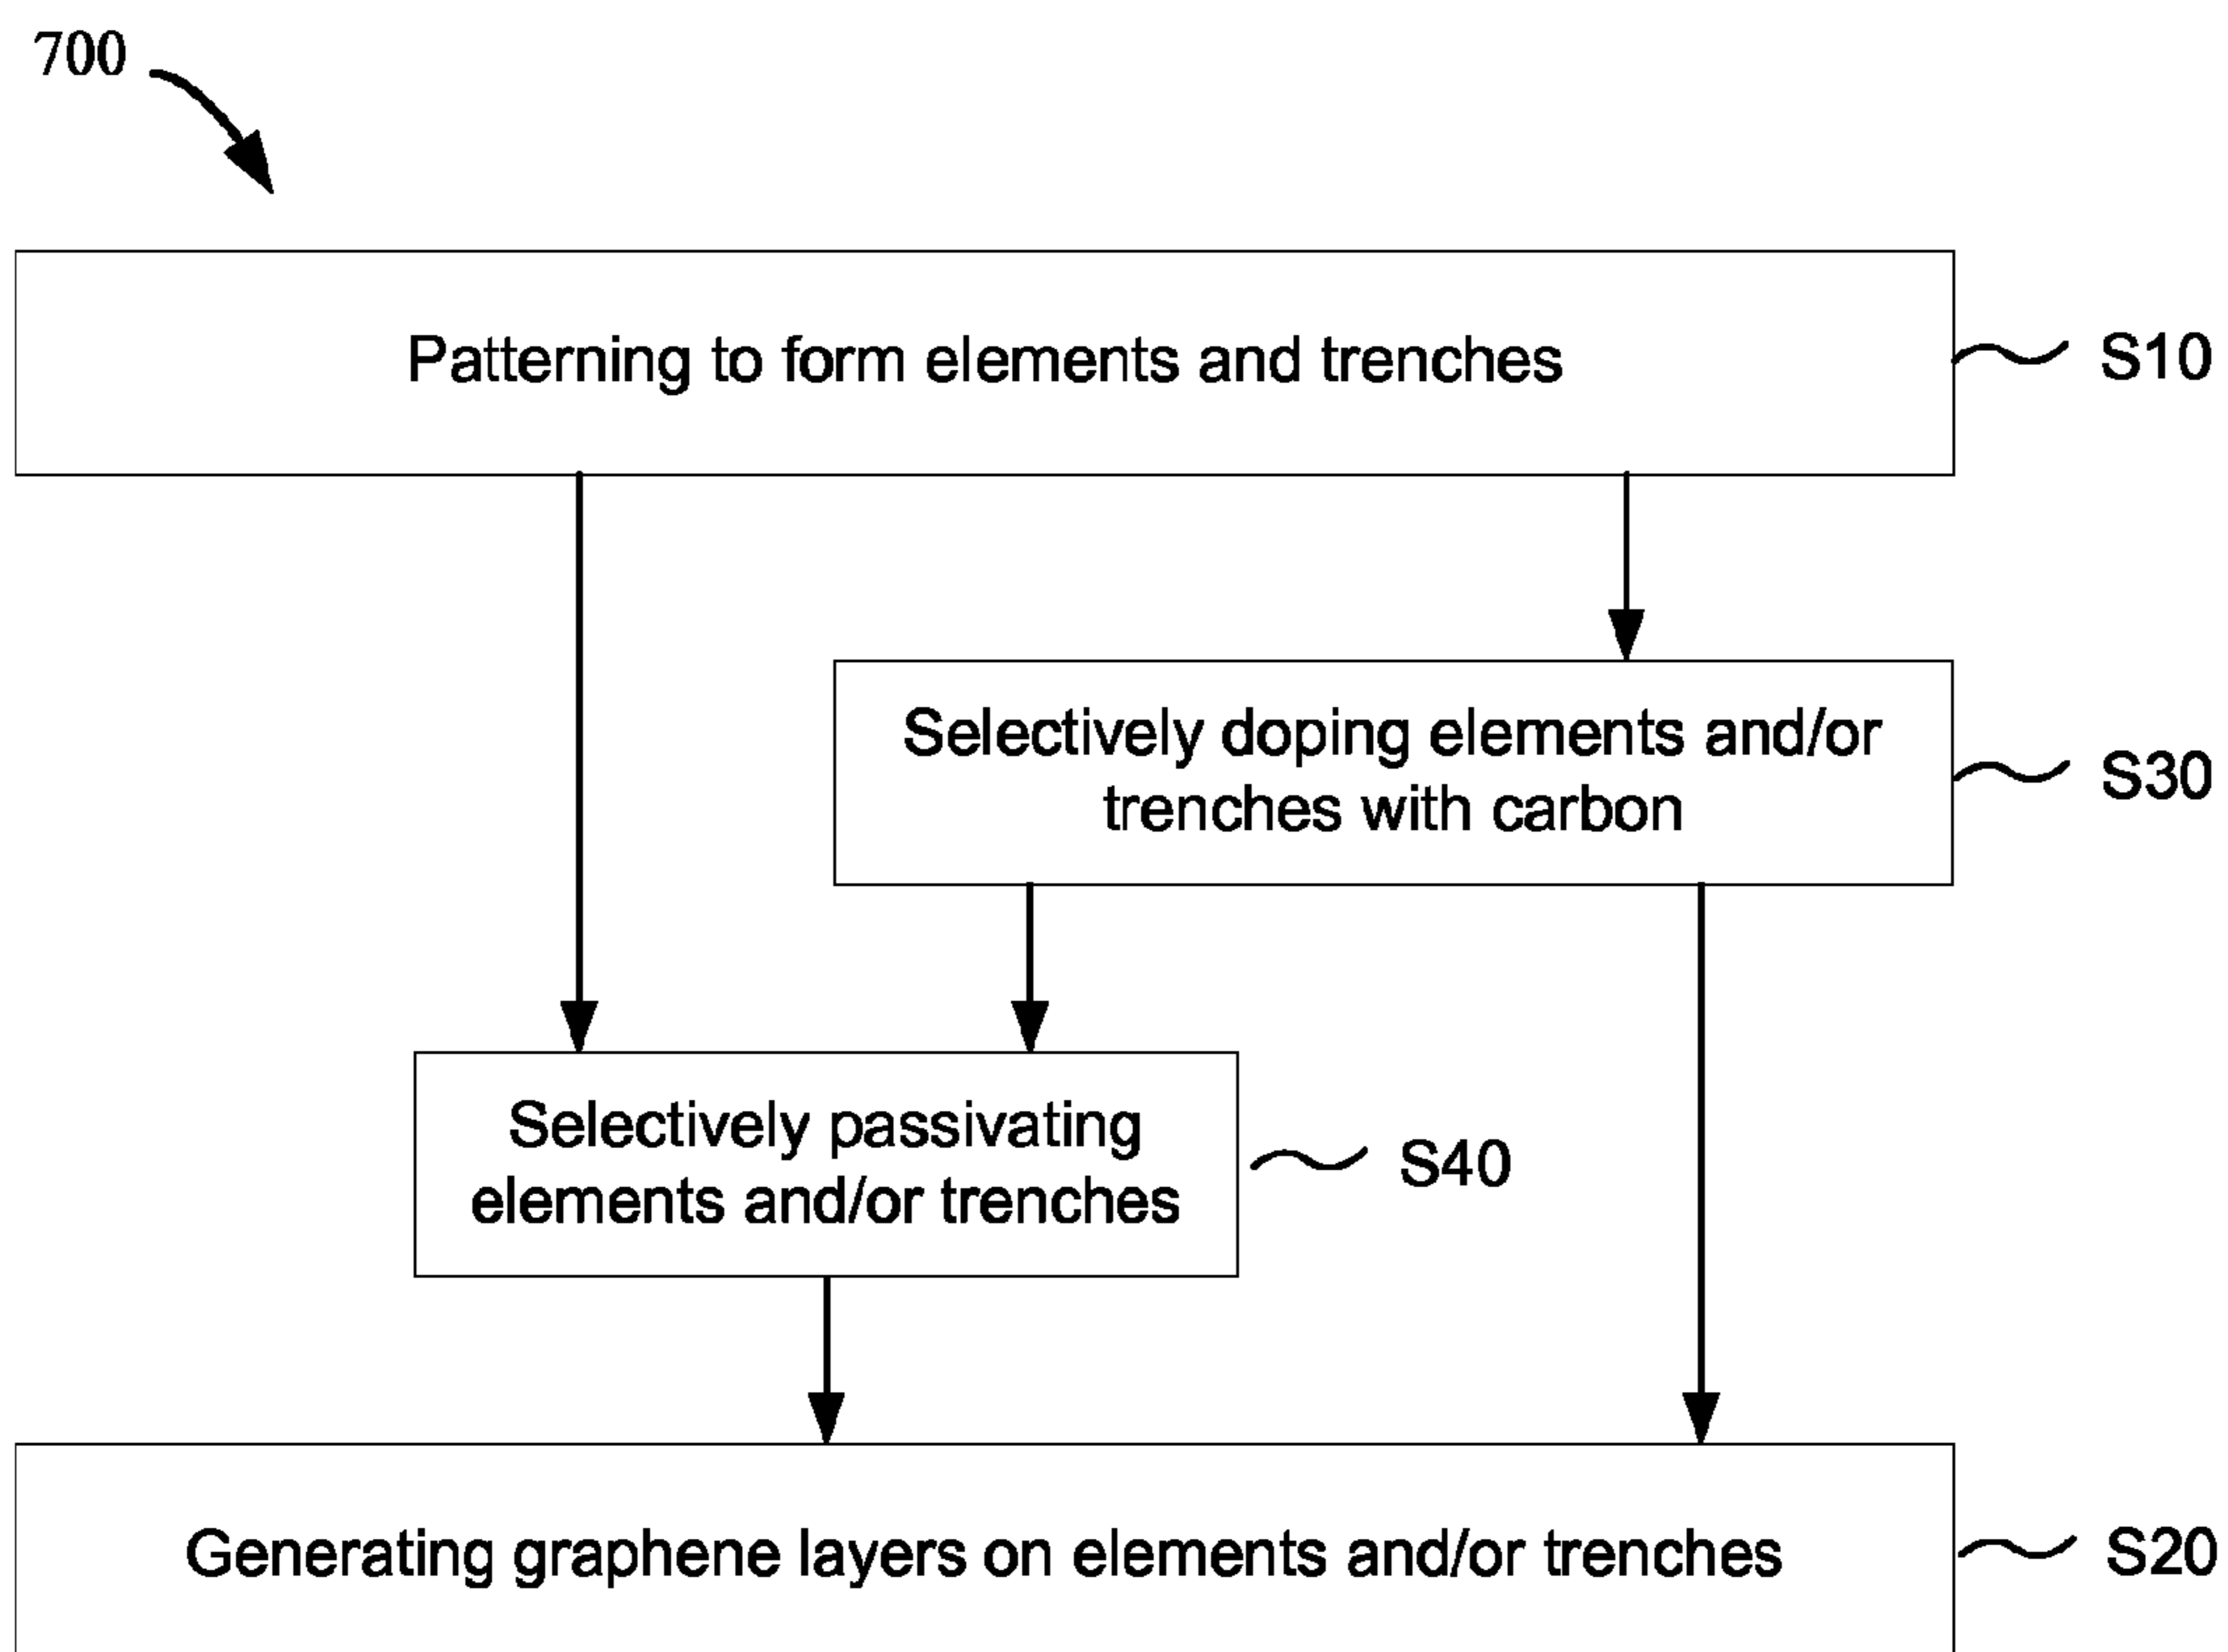 700
Patterning to form elements and trenches
S10
Selectively doping elements and/or
trenches with carbon
S30
Selectively passivating
elements and/or trenches
S40
Generating graphene layers on elements and/or trenches
S20